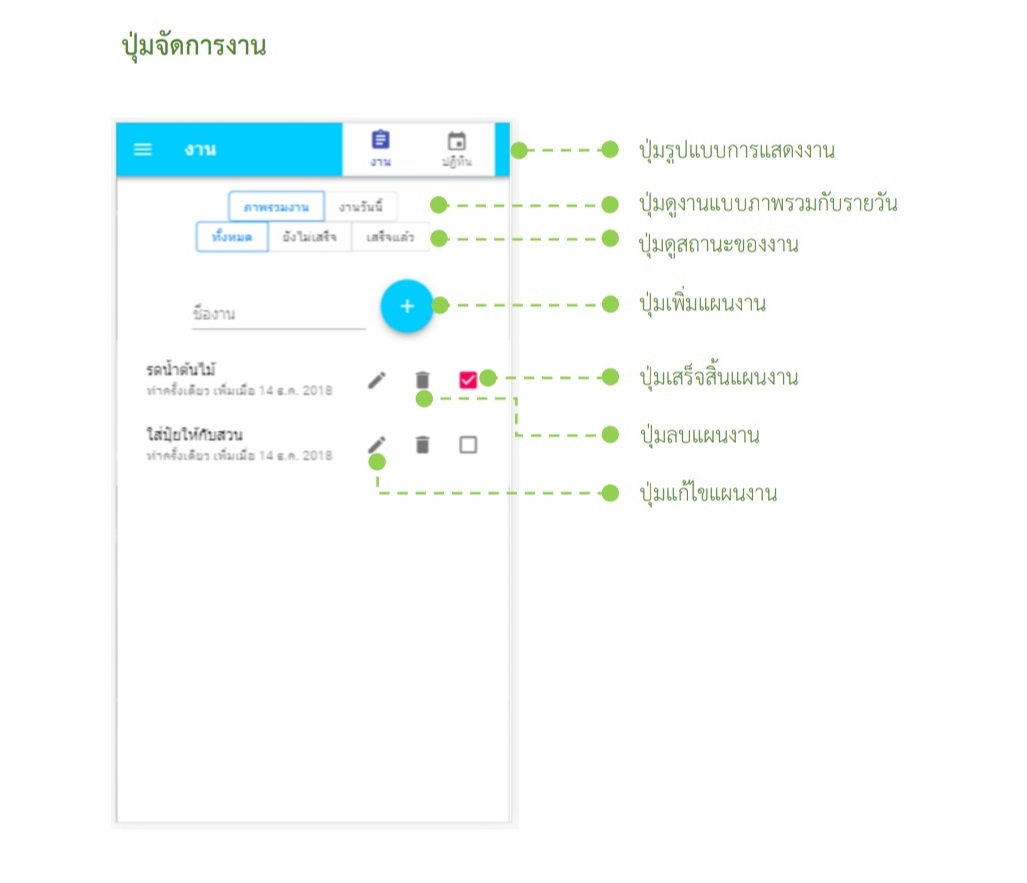 ปุ่มจัดการงาน
งาน
งาน
ปฏิทิน
ปุ่มรูปแบบการแสดงงาน
ภาพรวมงาน
งานวันนี้
ปุ่มดูงานแบบภาพรวมกับรายวัน
ทั้งหมด
ยังไม่เสร็จ
เสร็จแล้ว
ปุ่มดูสถานะของงาน
ชื่องาน
+
ปุ่มเพิ่มแผนงาน
รดน้ำต้นไม้
ทำครั้งเดียว เพิ่มเมื่อ 14 ธ.ค. 2018
ปุ่มเสร็จสิ้นแผนงาน
ใส่ปุ๋ยให้กับสวน
ทำครั้งเดียว เพิ่มเมื่อ 14 ธ.ค. 2018
ปุ่มลบแผนงาน
ปุ่มแก้ไขแผนงาน